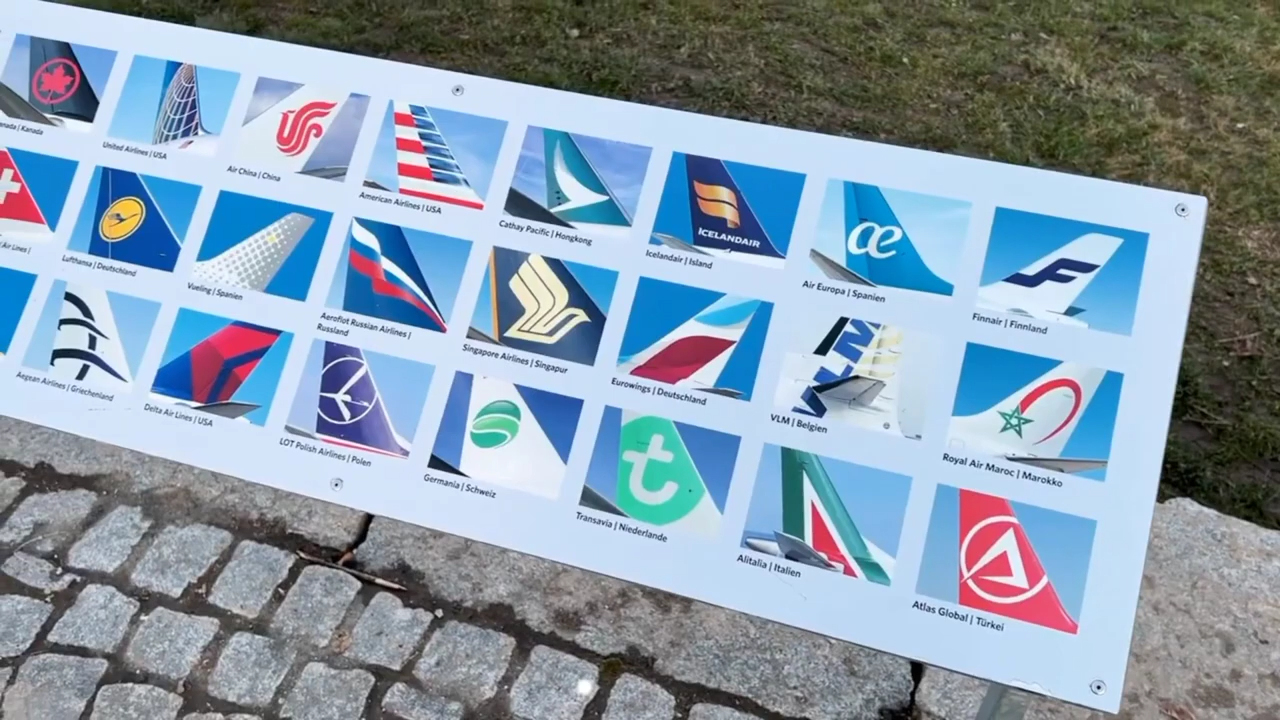 | Kanada
United Airlines | USA
Air China | China
American Airlines | USA
Cathay Pacific | Hongkong
ICELANDAIR
Icelandair | Island
æ
Air Europa | Spanien
F
Finnair | Finnland
Air Lines |
Lufthansa | Deutschland
Vueling | Spanien
Aeroflot Russian Airlines |
Russland
Singapore Airlines | Singapur
Eurowings | Deutschland
VLM
VLM | Belgien
Royal Air Maroc | Marokko
Aegean Airlines | Griechenland
Delta Air Lines | USA
LOT Polish Airlines | Polen
Germania | Schweiz
t
Transavia | Niederlande
Alitalia | Italien
Atlas Global | Türkei